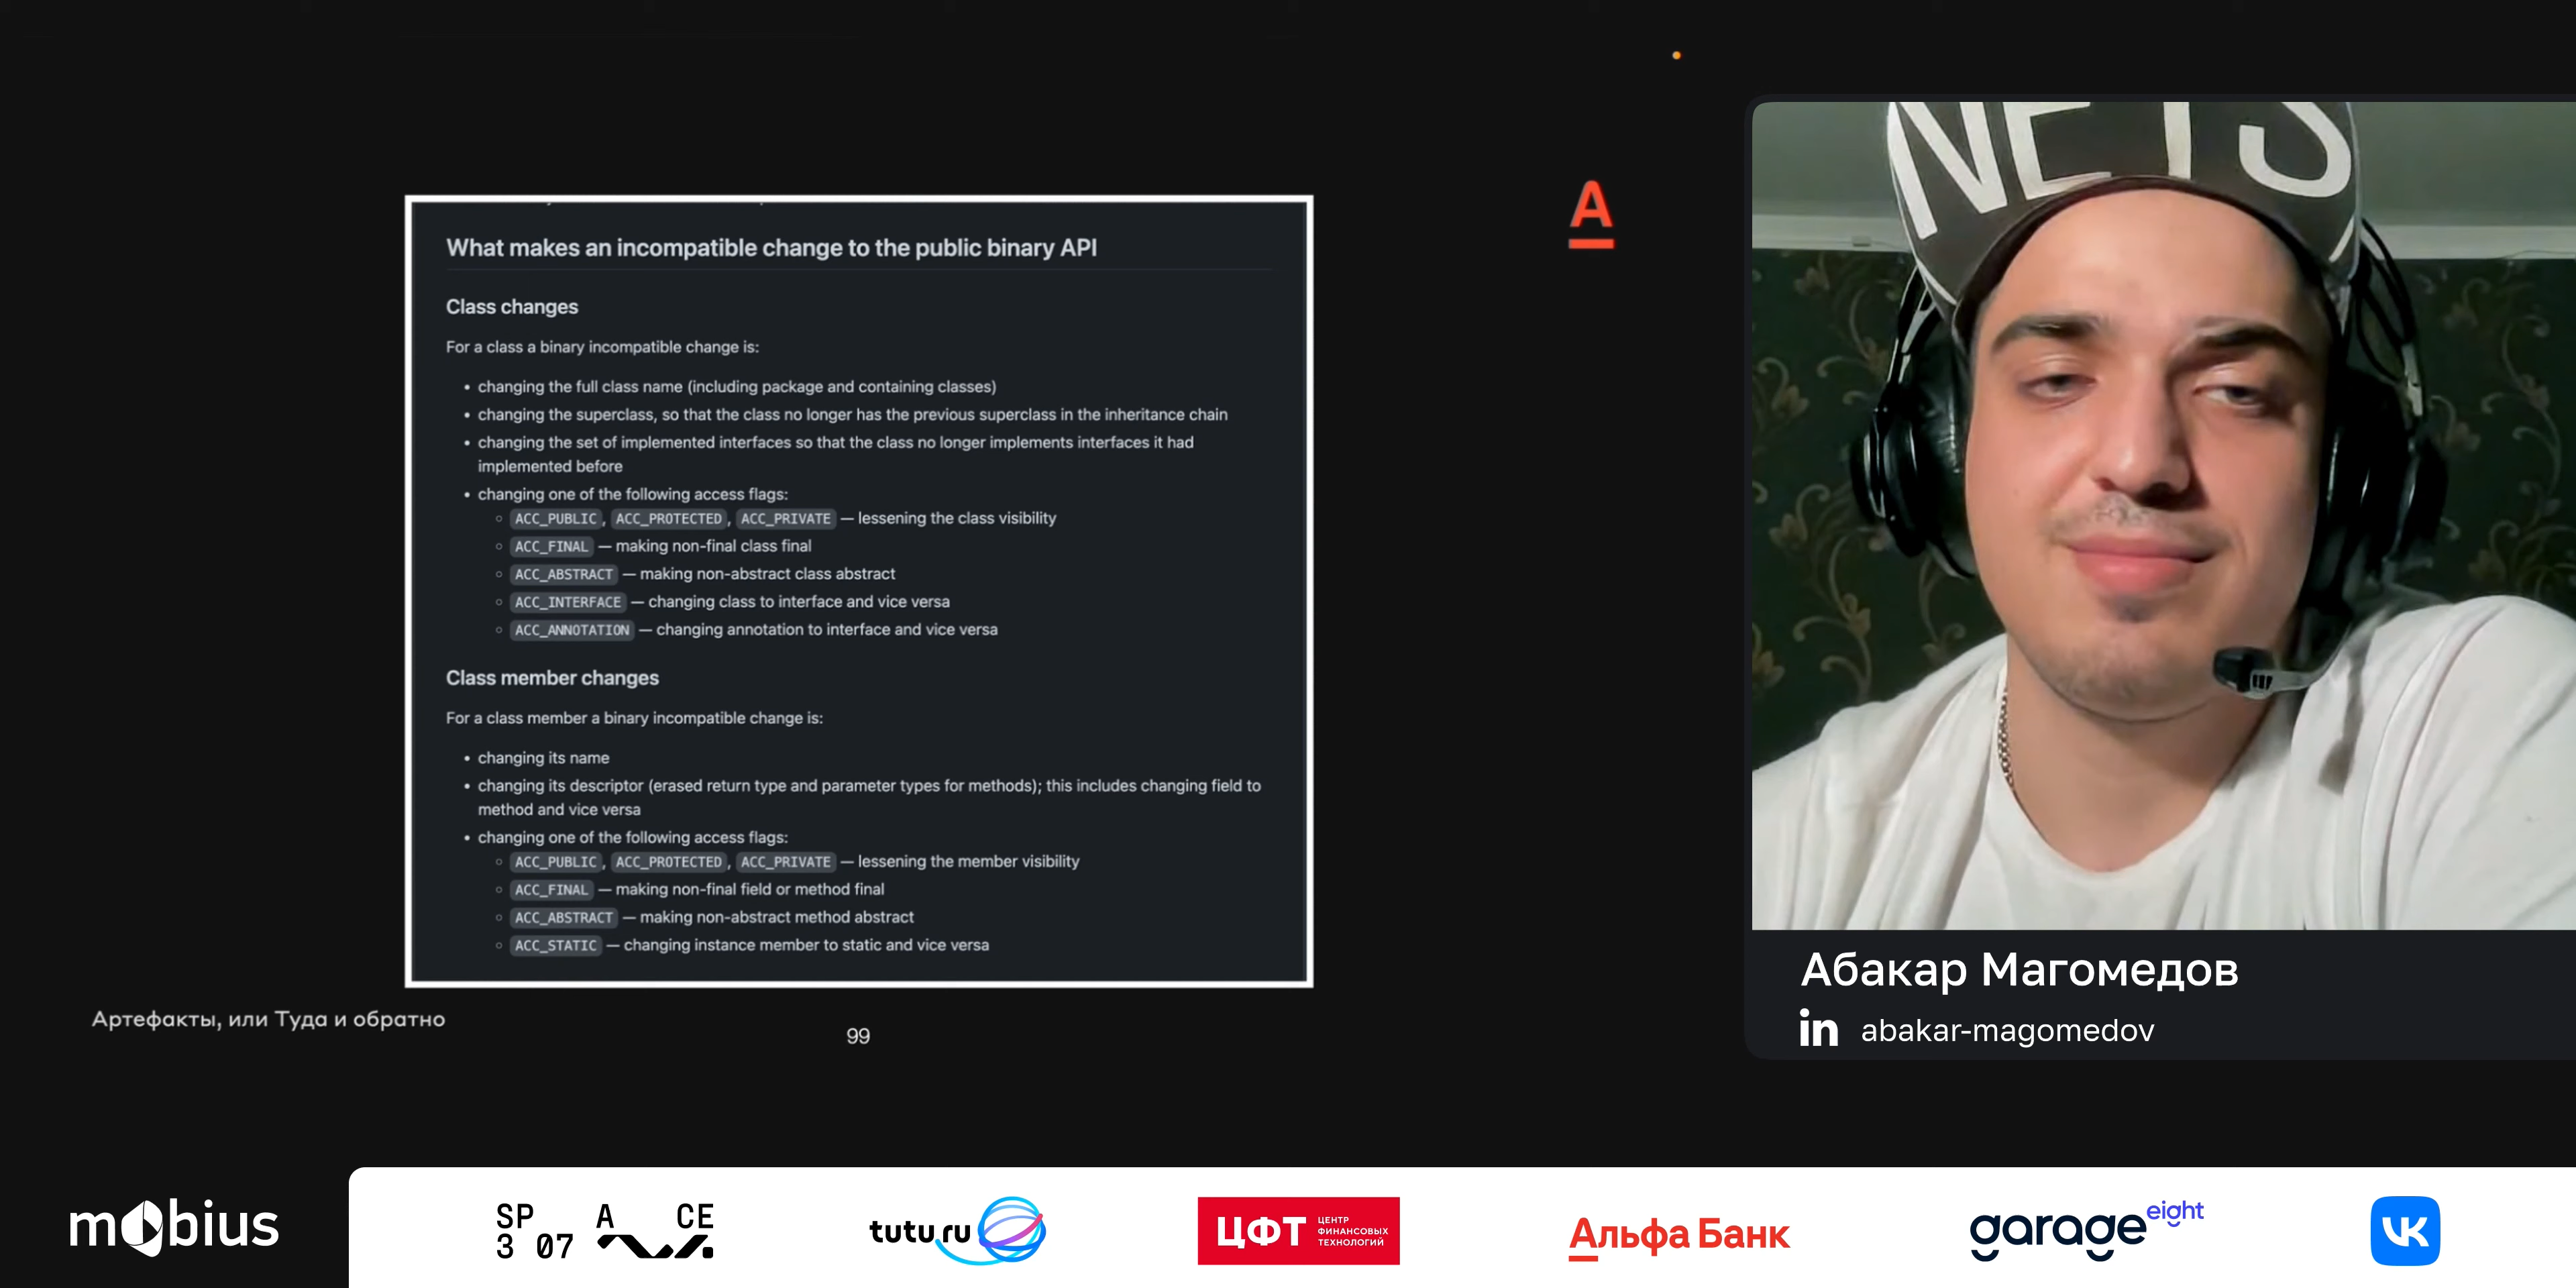 What makes an incompatible change to the public binary API
Class changes
For a class a binary incompatible change is:
• changing the full class name (including package and containing classes)
• changing the superclass, so that the class no longer has the previous superclass in the inheritance chain
• changing the set of implemented interfaces so that the class no longer implements interfaces it had
implemented before
• changing one of the following access flags:
◦ ACC_PUBLIC, ACC_PROTECTED, ACC_PRIVATE — lessening the class visibility
◦ ACC_FINAL — making non-final class final
◦ ACC_ABSTRACT — making non-abstract class abstract
◦ ACC_INTERFACE — changing class to interface and vice versa
◦ ACC_ANNOTATION — changing annotation to interface and vice versa
Class member changes
For a class member a binary incompatible change is:
• changing its name
• changing its descriptor (erased return type and parameter types for methods); this includes changing field to
method and vice versa
• changing one of the following access flags:
◦ ACC_PUBLIC, ACC_PROTECTED, ACC_PRIVATE — lessening the member visibility
◦ ACC_FINAL — making non-final field or method final
◦ ACC_ABSTRACT — making non-abstract method abstract
◦ ACC_STATIC — changing instance member to static and vice versa
Артефакты, или Туда и обратно
99
А
NETS
Абакар Магомедов
in abakar-magomedov
mobius
SP A CE
3 07
tutu.ru
ЦФТ
ЦЕНТР
ФИНАНСОВЫХ
ТЕХНОЛОГИЙ
Альфа Банк
garage eight
VK